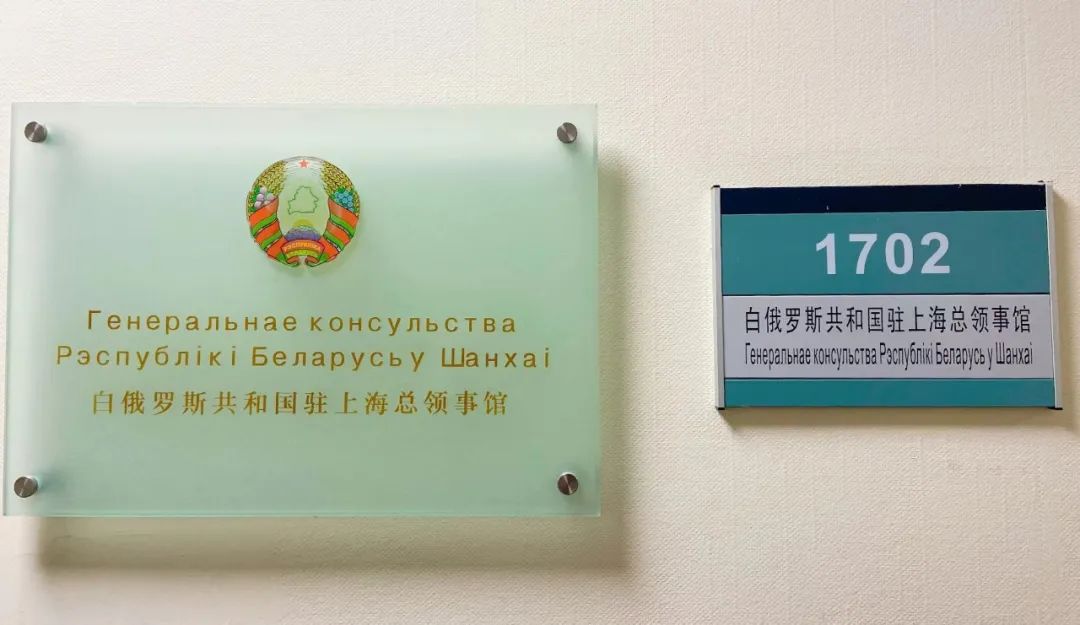 РЭСПУБЛІКА
БЕЛАРУСЬ
Генеральнае консульства
Рэспублікі Беларусь у Шанхаі
白俄罗斯共和国驻上海总领事馆
1702
白俄罗斯共和国驻上海总领事馆
Генеральнае консульства Рэспублікі Беларусь у Шанхаі